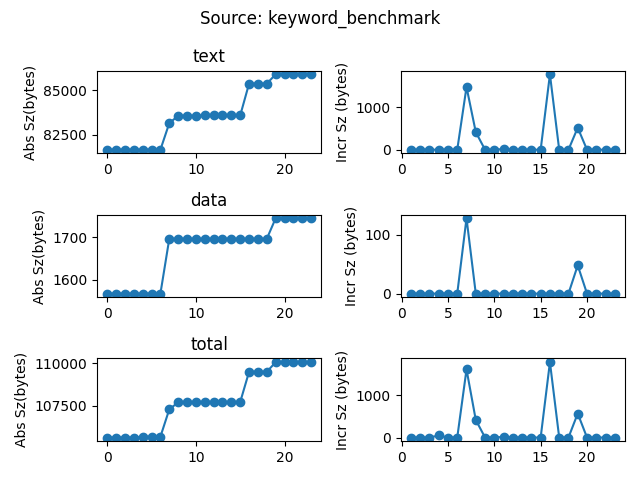 Source: keyword_benchmark
text
Abs Sz(bytes)
85000
82500
0 10 20
Incr Sz (bytes)
1000
0
0 5 10 15 20
data
Abs Sz(bytes)
1700
1600
0 10 20
Incr Sz (bytes)
100
0
0 5 10 15 20
total
Abs Sz(bytes)
110000
107500
0 10 20
Incr Sz (bytes)
1000
0
0 5 10 15 20